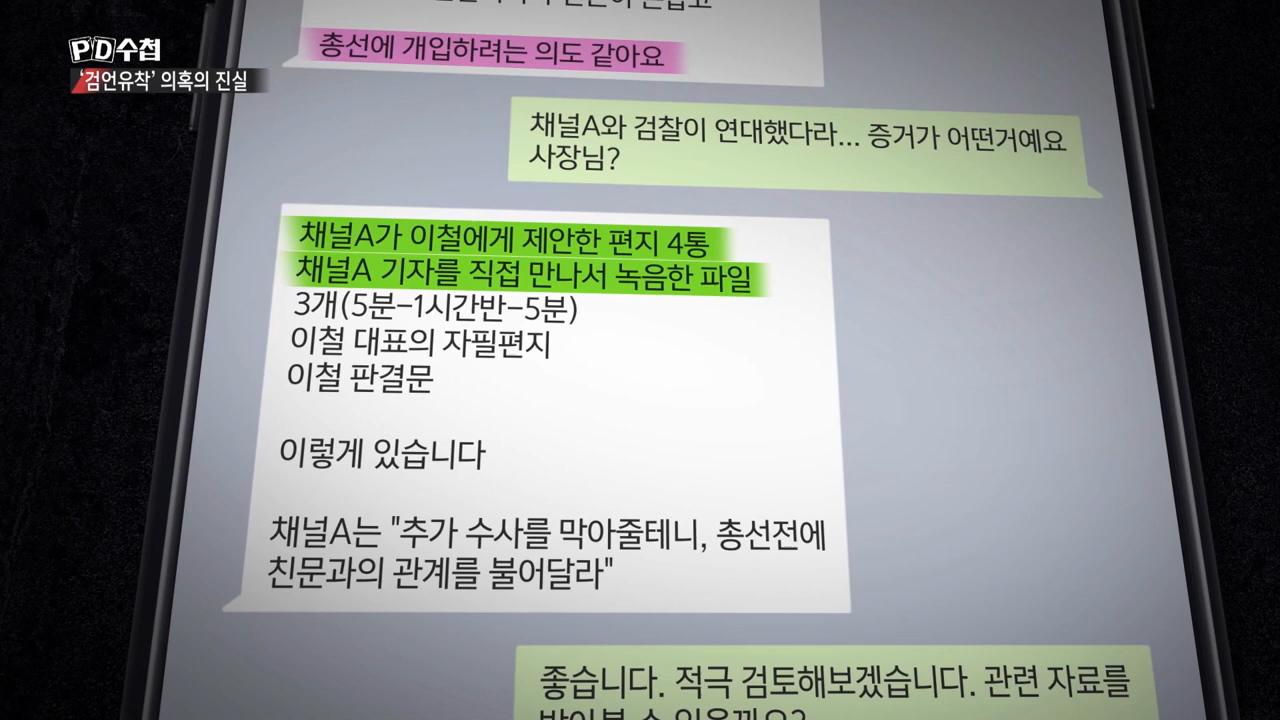 PD수첩
'검언유착' 의혹의 진실
총선에 개입하려는 의도 같아요
채널A와 검찰이 연대했다라... 증거가 어떤거예요
사장님?
채널A가 이철에게 제안한 편지 4통
채널A 기자를 직접 만나서 녹음한 파일
3개(5분-1시간반-5분)
이철 대표의 자필편지
이철 판결문
이렇게 있습니다
채널A는 "추가 수사를 막아줄테니, 총선전에
친문과의 관계를 불어달라"
좋습니다. 적극 검토해보겠습니다. 관련 자료를